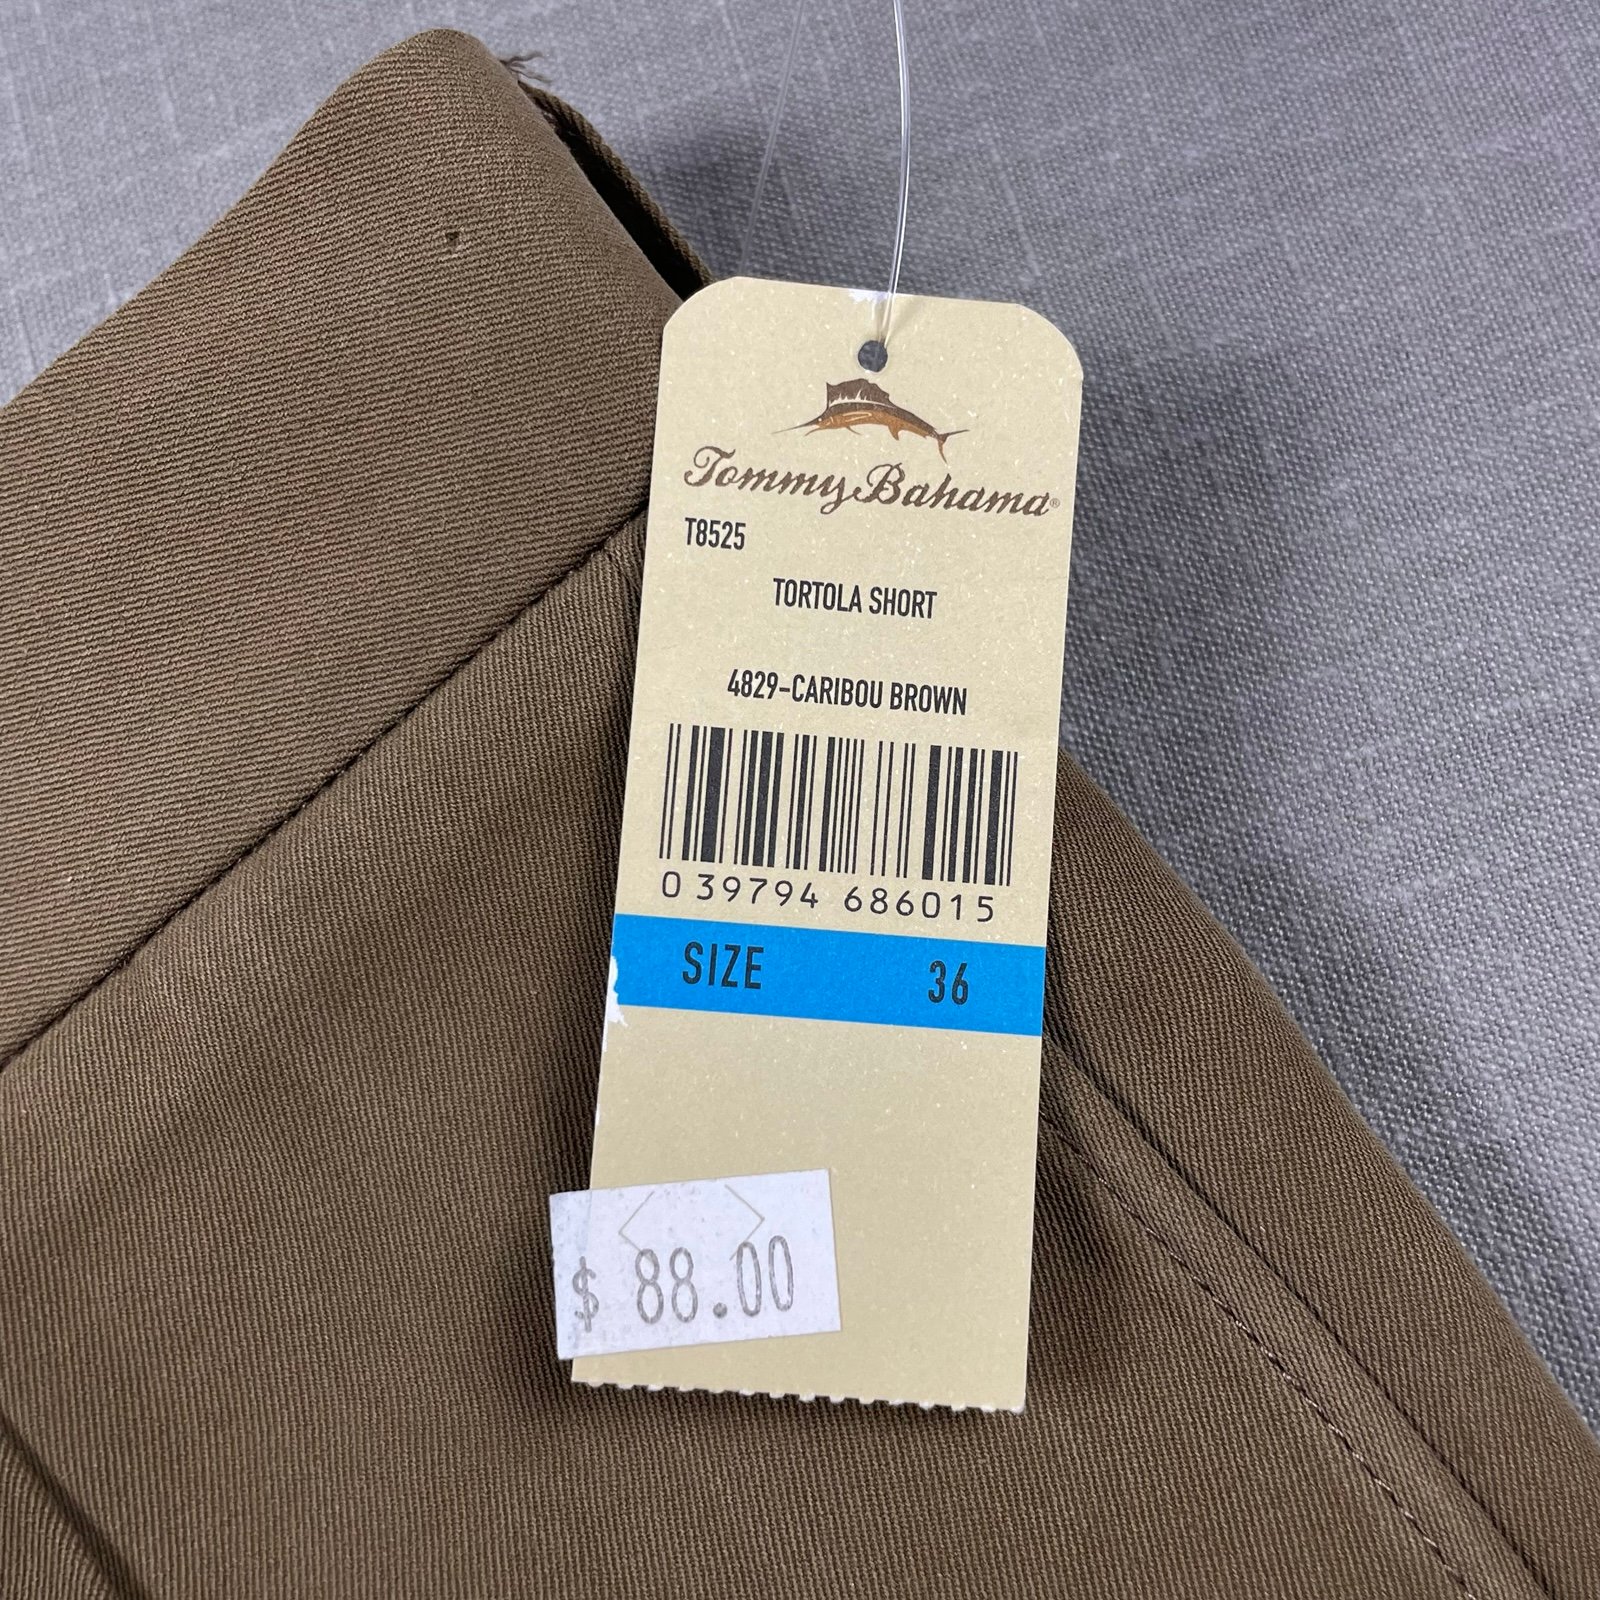 Tommy Bahama®
T8525
TORTOLA SHORT
4829-CARIBOU BROWN
0 39794 686015
SIZE 36
$ 88.00